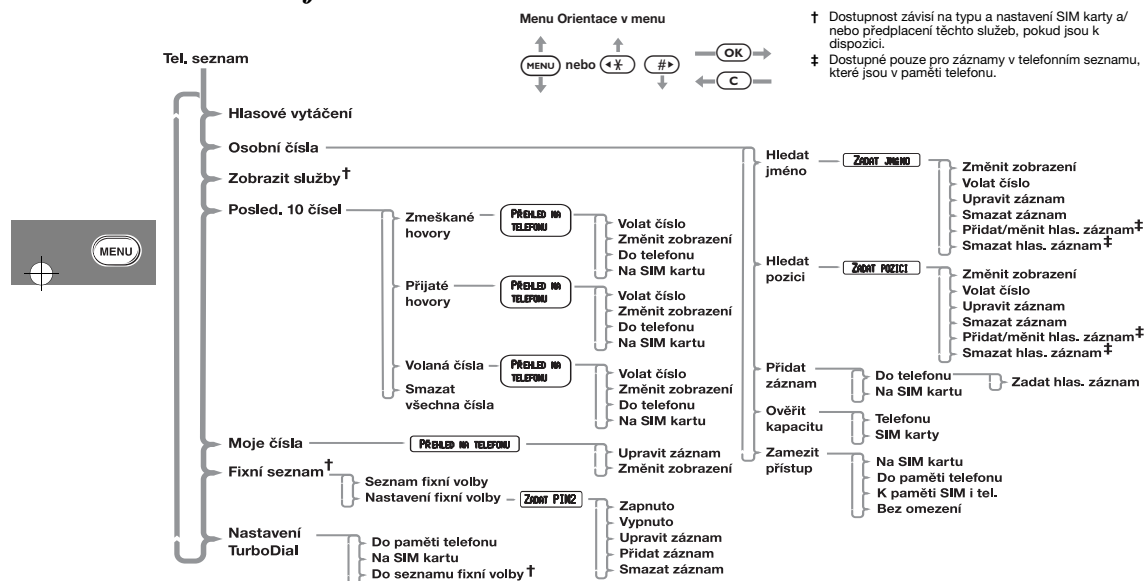 Menu Orientace v menu
MENU nebo ◂* #▸ OK
C
† Dostupnost závisí na typu a nastavení SIM karty a/
nebo předplacení těchto služeb, pokud jsou k
dispozici.
‡ Dostupné pouze pro záznamy v telefonním seznamu,
které jsou v paměti telefonu.
Tel. seznam
MENU
Hlasové vytáčení
Osobní čísla
Zobrazit služby†
Posled. 10 čísel
Zmeškané
hovory
PŘEHLED NA
TELEFONU
Volat číslo
Změnit zobrazení
Do telefonu
Na SIM kartu
Přijaté
hovory
PŘEHLED NA
TELEFONU
Volat číslo
Změnit zobrazení
Do telefonu
Na SIM kartu
Volaná čísla
PŘEHLED NA
TELEFONU
Volat číslo
Změnit zobrazení
Do telefonu
Na SIM kartu
Smazat
všechna čísla
Moje čísla
PŘEHLED NA TELEFONU
Upravit záznam
Změnit zobrazení
Fixní seznam†
Seznam fixní volby
Nastavení fixní volby
ZADAT PIN2
Zapnuto
Vypnuto
Upravit záznam
Přidat záznam
Smazat záznam
Nastavení
TurboDial
Do paměti telefonu
Na SIM kartu
Do seznamu fixní volby†
Hledat
jméno
ZADAT JMÉNO
Změnit zobrazení
Volat číslo
Upravit záznam
Smazat záznam
Přidat/měnit hlas. záznam‡
Smazat hlas. záznam‡
Hledat
pozici
ZADAT POZICI
Změnit zobrazení
Volat číslo
Upravit záznam
Smazat záznam
Přidat/měnit hlas. záznam‡
Smazat hlas. záznam‡
Přidat
záznam
Do telefonu
Na SIM kartu
Zadat hlas. záznam
Ověřit
kapacitu
Telefonu
SIM karty
Zamezit
přístup
Na SIM kartu
Do paměti telefonu
K paměti SIM i tel.
Bez omezení